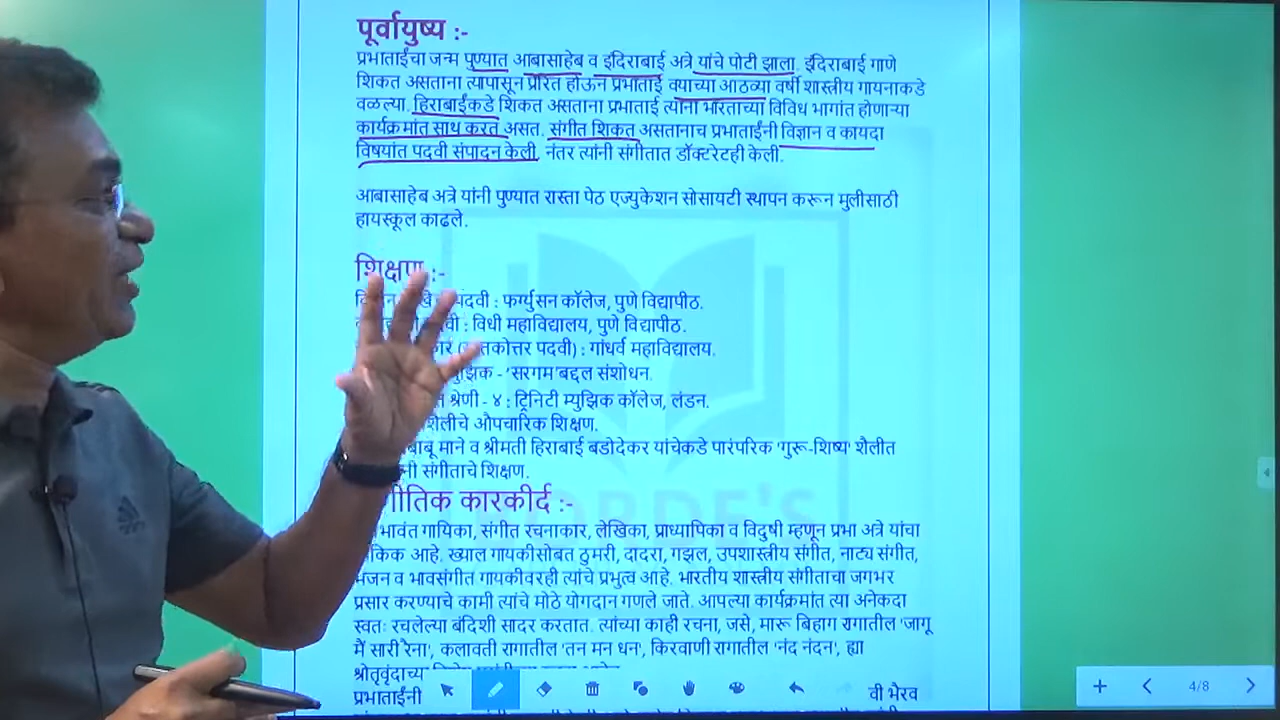 पूर्वायुष्य :-
प्रभाताईंचा जन्म पुण्यात आबासाहेब व इंदिराबाई अत्रे यांचे पोटी झाला. इंदिराबाई गाणे
शिकत असताना त्यापासून प्रेरित होऊन प्रभाताई वयाच्या आठव्या वर्षी शास्त्रीय गायनाकडे
वळल्या. हिराबाईंकडे शिकत असताना प्रभाताई त्यांना भारताच्या विविध भागांत होणाऱ्या
कार्यक्रमांत साथ करत असत. संगीत शिकत असतानाच प्रभाताईंनी विज्ञान व कायदा
विषयांत पदवी संपादन केली. नंतर त्यांनी संगीतात डॉक्टरेटही केली.
आबासाहेब अत्रे यांनी पुण्यात रास्ता पेठ एज्युकेशन सोसायटी स्थापन करून मुलीसाठी
हायस्कूल काढले.
शिक्षण :-
पदवी : फर्ग्युसन कॉलेज, पुणे विद्यापीठ.
: विधी महाविद्यालय, पुणे विद्यापीठ.
पदवी) : गांधर्व महाविद्यालय.
- 'सरगम'बद्दल संशोधन.
श्रेणी - ४ : ट्रिनिटी म्युझिक कॉलेज, लंडन.
औपचारिक शिक्षण.
माने व श्रीमती हिराबाई बडोदेकर यांचेकडे पारंपरिक 'गुरू-शिष्य' शैलीत
संगीताचे शिक्षण.
कारकीर्द :-
गायिका, संगीत रचनाकार, लेखिका, प्राध्यापिका व विदुषी म्हणून प्रभा अत्रे यांचा
आहे. ख्याल गायकीसोबत ठुमरी, दादरा, गझल, उपशास्त्रीय संगीत, नाट्य संगीत,
भजन व भावसंगीत गायकीवरही त्यांचे प्रभुत्व आहे. भारतीय शास्त्रीय संगीताचा जगभर
प्रसार करण्याचे कामी त्यांचे मोठे योगदान गणले जाते. आपल्या कार्यक्रमांत त्या अनेकदा
स्वतः रचलेल्या बंदिशी सादर करतात. त्यांच्या काही रचना, जसे, मारू बिहाग रागातील 'जागू
मैं सारी रैना', कलावती रागातील 'तन मन धन', किरवाणी रागातील 'नंद नंदन', ह्या
प्रभाताईंनी भैरव
4/8